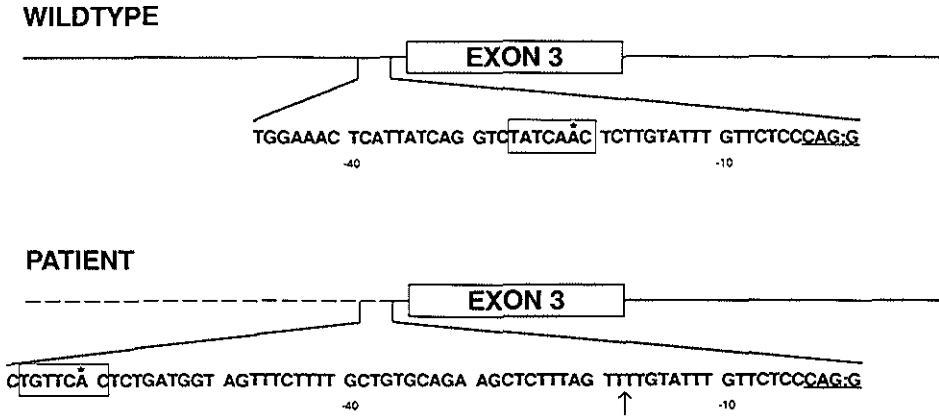 WILDTYPE
EXON 3
TGGAAAC TCATTATCAG GTCTATCAAC TCTTGTATTT GTTCTCCCAG:G
-40 -10
PATIENT
EXON 3
CTGTTCA CTCTGATGGT AGTTTCTTTT GCTGTGCAGA AGCTCTTTAG TTTTGTATTT GTTCTCCCAG:G
-40 -10